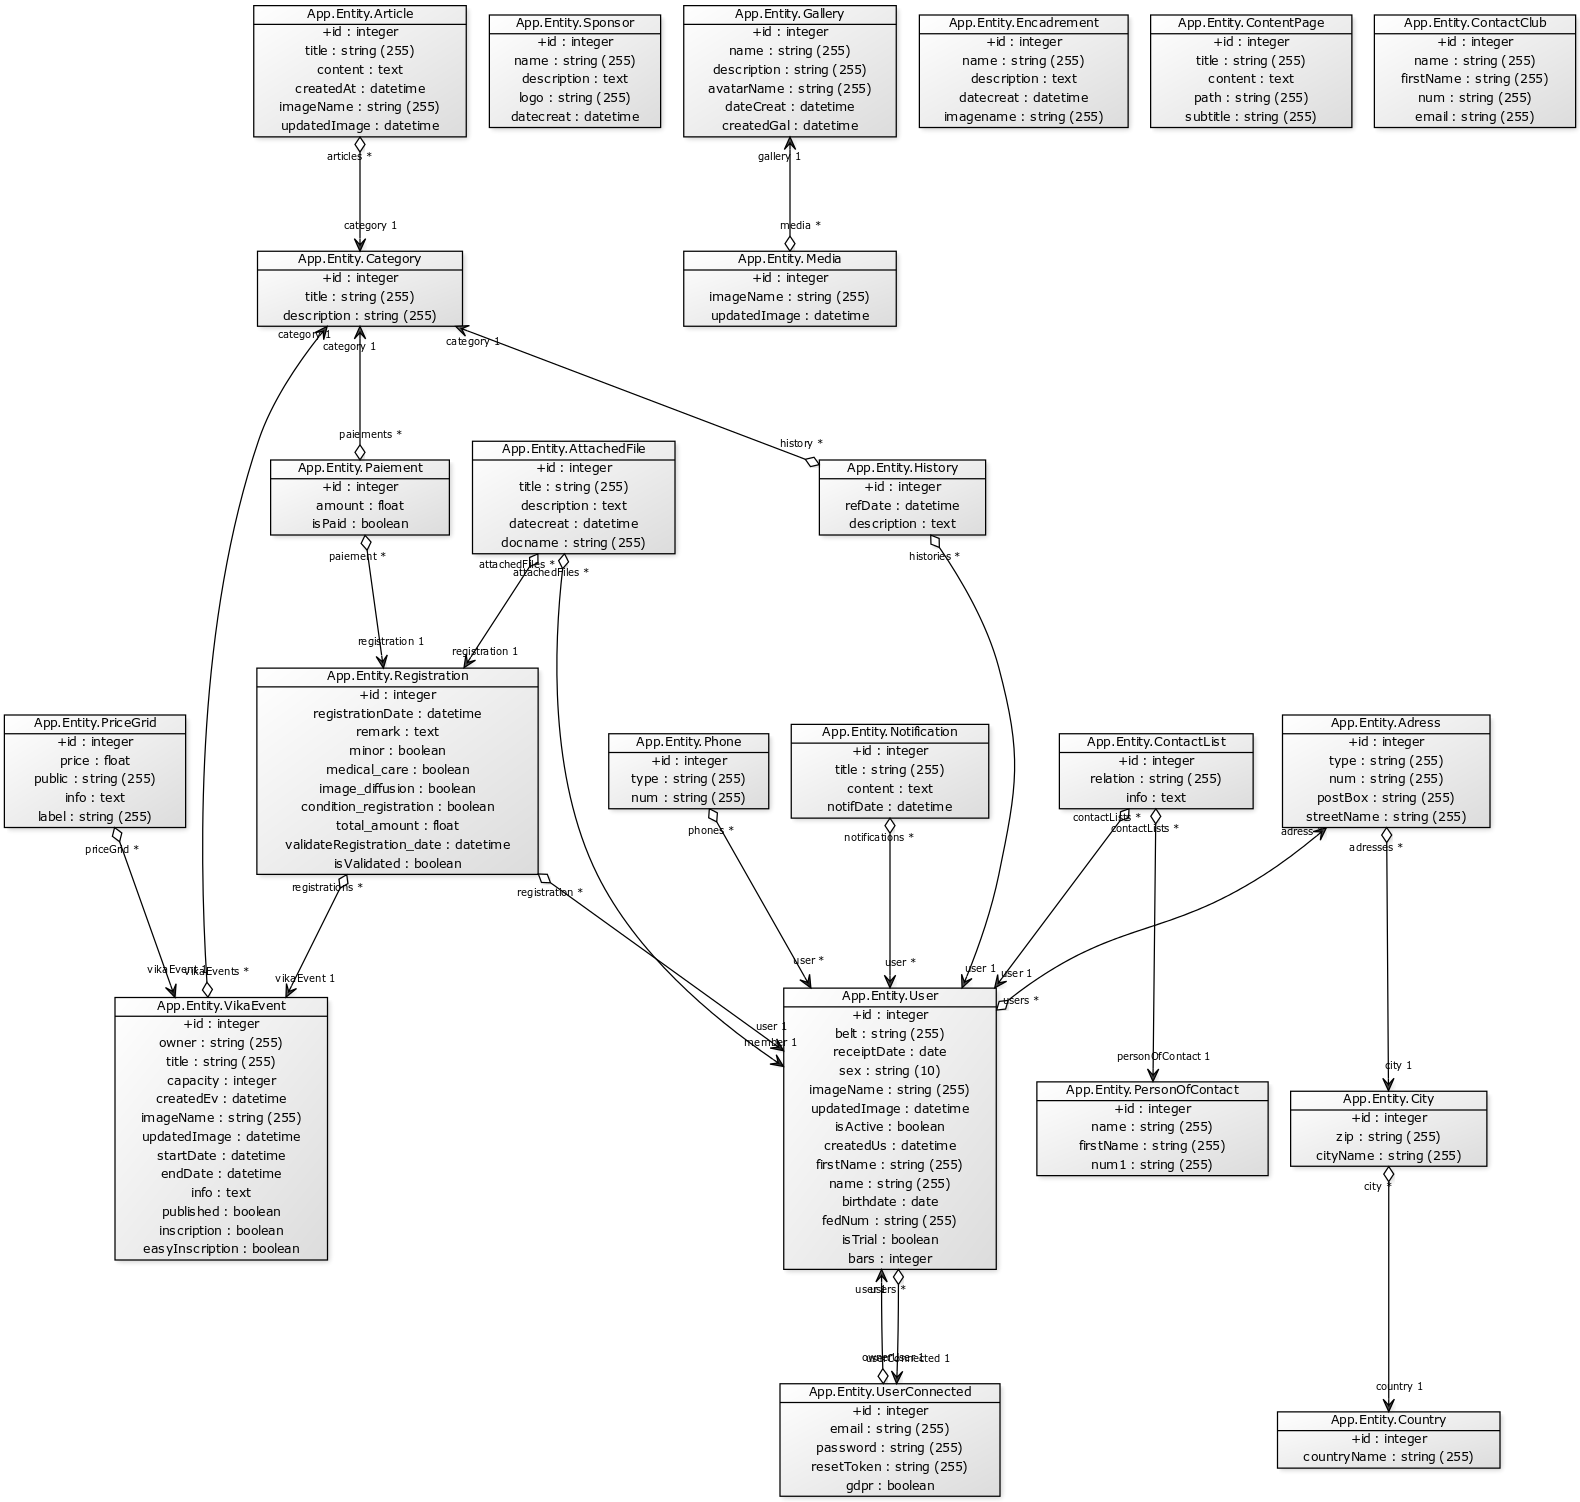 App.Entity.Article
+id : integer
title : string (255)
content : text
createdAt : datetime
imageName : string (255)
updatedImage : datetime
articles *
category 1
App.Entity.Sponsor
+id : integer
name : string (255)
description : text
logo : string (255)
datecreat : datetime
App.Entity.Gallery
+id : integer
name : string (255)
description : string (255)
avatarName : string (255)
dateCreat : datetime
createdGal : datetime
gallery 1
media *
App.Entity.Encadrement
+id : integer
name : string (255)
description : text
datecreat : datetime
imagename : string (255)
App.Entity.ContentPage
+id : integer
title : string (255)
content : text
path : string (255)
subtitle : string (255)
App.Entity.ContactClub
+id : integer
name : string (255)
firstName : string (255)
num : string (255)
email : string (255)
App.Entity.Category
+id : integer
title : string (255)
description : string (255)
category 1
category 1
category 1
App.Entity.Media
+id : integer
imageName : string (255)
updatedImage : datetime
paiements *
history *
App.Entity.Paiement
+id : integer
amount : float
isPaid : boolean
paiement *
registration 1
App.Entity.AttachedFile
+id : integer
title : string (255)
description : text
datecreat : datetime
docname : string (255)
attachedFiles *
attachedFiles *
registration 1
App.Entity.History
+id : integer
refDate : datetime
description : text
histories *
App.Entity.PriceGrid
+id : integer
price : float
public : string (255)
info : text
label : string (255)
priceGrid *
App.Entity.Registration
+id : integer
registrationDate : datetime
remark : text
minor : boolean
medical_care : boolean
image_diffusion : boolean
condition_registration : boolean
total_amount : float
validateRegistration_date : datetime
isValidated : boolean
registrations *
registration *
App.Entity.Phone
+id : integer
type : string (255)
num : string (255)
phones *
App.Entity.Notification
+id : integer
title : string (255)
content : text
notifDate : datetime
notifications *
App.Entity.ContactList
+id : integer
relation : string (255)
info : text
contactLists *
contactLists *
App.Entity.Adress
+id : integer
type : string (255)
num : string (255)
postBox : string (255)
streetName : string (255)
adress
adresses *
vikaEvent 1
vikaEvents *
vikaEvent 1
user *
user *
user 1
user 1
users *
user 1
member 1
personOfContact 1
city 1
App.Entity.VikaEvent
+id : integer
owner : string (255)
title : string (255)
capacity : integer
createdEv : datetime
imageName : string (255)
updatedImage : datetime
startDate : datetime
endDate : datetime
info : text
published : boolean
inscription : boolean
easyInscription : boolean
App.Entity.User
+id : integer
belt : string (255)
receiptDate : date
sex : string (10)
imageName : string (255)
updatedImage : datetime
isActive : boolean
createdUs : datetime
firstName : string (255)
name : string (255)
birthdate : date
fedNum : string (255)
isTrial : boolean
bars : integer
user 1
users *
App.Entity.PersonOfContact
+id : integer
name : string (255)
firstName : string (255)
num1 : string (255)
App.Entity.City
+id : integer
zip : string (255)
cityName : string (255)
city *
country 1
ownerUser *
userConnected 1
App.Entity.UserConnected
+id : integer
email : string (255)
password : string (255)
resetToken : string (255)
gdpr : boolean
App.Entity.Country
+id : integer
countryName : string (255)